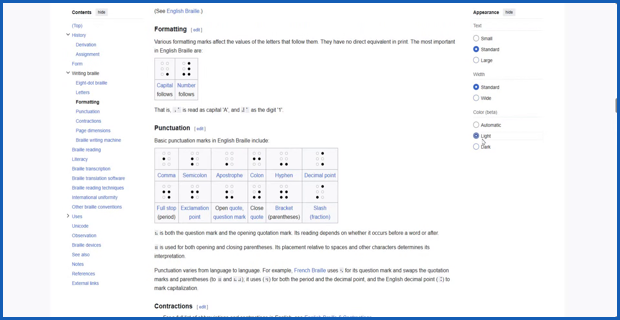 Contents hide
(Top)
History
Derivation
Assignment
Form
Writing braille
Eight-dot braille
Letters
Formatting
Punctuation
Contractions
Page dimensions
Braille writing machine
Braille reading
Literacy
Braille transcription
Braille translation software
Braille reading techniques
International uniformity
Other braille conventions
Uses
Unicode
Observation
Braille devices
See also
Notes
References
External links
(See English Braille.)
Formatting [edit]
Various formatting marks affect the values of the letters that follow them. They have no direct equivalent in print. The most important
in English Braille are:
Capital Number
follows follows
That is, ⠠⠁ is read as capital 'A', and ⠼⠁ as the digit '1'.
Punctuation [edit]
Basic punctuation marks in English Braille include:
Comma Semicolon Apostrophe Colon Hyphen Decimal point
Full stop Exclamation Open quote, Close Bracket Slash
(period) point question mark quote (parentheses) (fraction)
is both the question mark and the opening quotation mark. Its reading depends on whether it occurs before a word or after.
is used for both opening and closing parentheses. Its placement relative to spaces and other characters determines its
interpretation.
Punctuation varies from language to language. For example, French Braille uses for its question mark and swaps the quotation
marks and parentheses (to and ); it uses ( ) for both the period and the decimal point, and the English decimal point ( ) to
mark capitalization.
Contractions [edit]
Appearance hide
Text
Small
Standard
Large
Width
Standard
Wide
Color (beta)
Automatic
Light
Dark